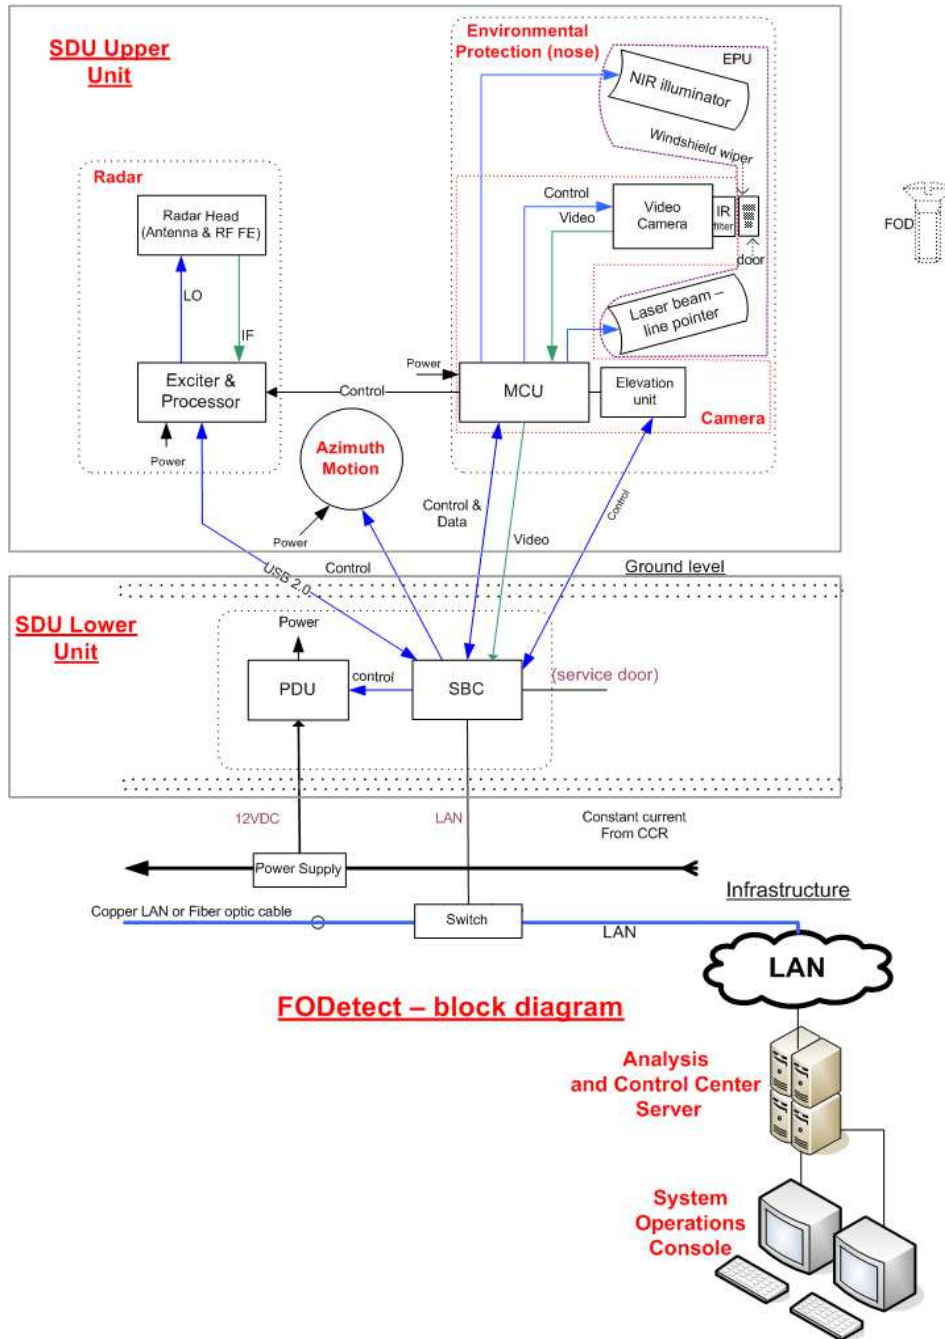 SDU Upper
Unit
Environmental
Protection (nose)
EPU
NIR illuminator
Windshield wiper
Radar
Radar Head
(Antenna & RF FE)
Control
Video
Video
Camera
IR
filter
FOD
door
LO
IF
Laser beam –
line pointer
Exciter &
Processor
Control
Power
MCU
Elevation
unit
Camera
Power
Azimuth
Motion
Power
Control &
Data
Video
Control
USB 2.0
Control
Ground level
SDU Lower
Unit
Power
PDU
control
SBC
(service door)
12VDC
LAN
Constant current
From CCR
Power Supply
Infrastructure
Copper LAN or Fiber optic cable
Switch
LAN
LAN
FODetect – block diagram
Analysis
and Control Center
Server
System
Operations
Console